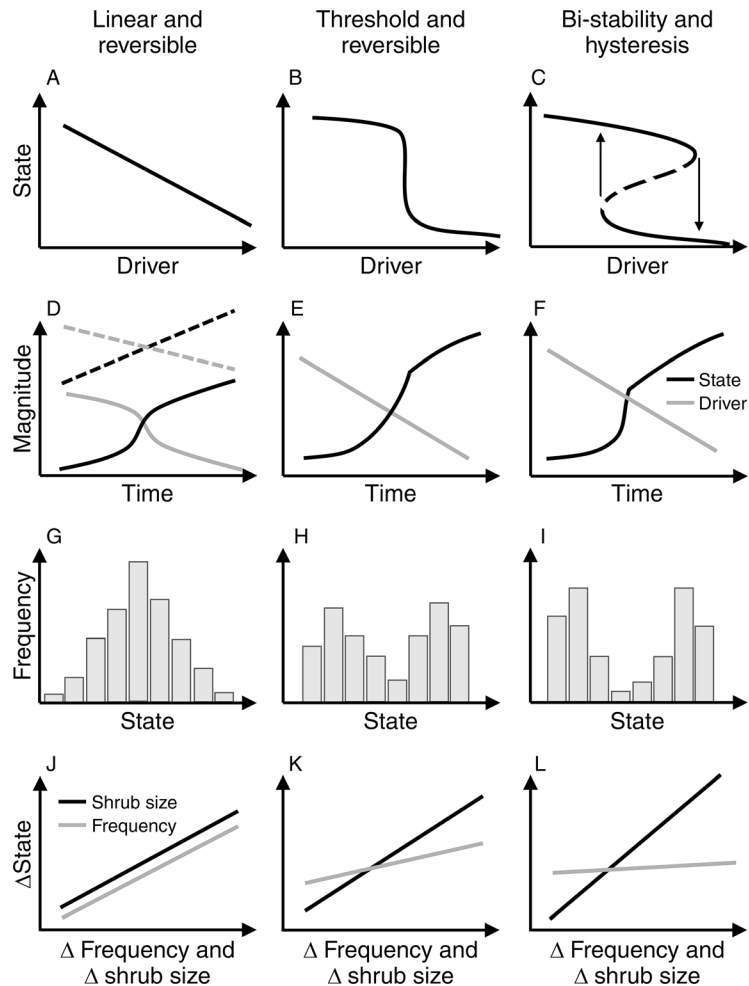 Linear and
reversible
Threshold and
reversible
Bi-stability and
hysteresis
A
B
C
State
Driver
Driver
Driver
D
E
F
Magnitude
State
Driver
Time
Time
Time
G
H
I
Frequency
State
State
State
J
K
L
Shrub size
Frequency
ΔState
Δ Frequency and
Δ shrub size
Δ Frequency and
Δ shrub size
Δ Frequency and
Δ shrub size